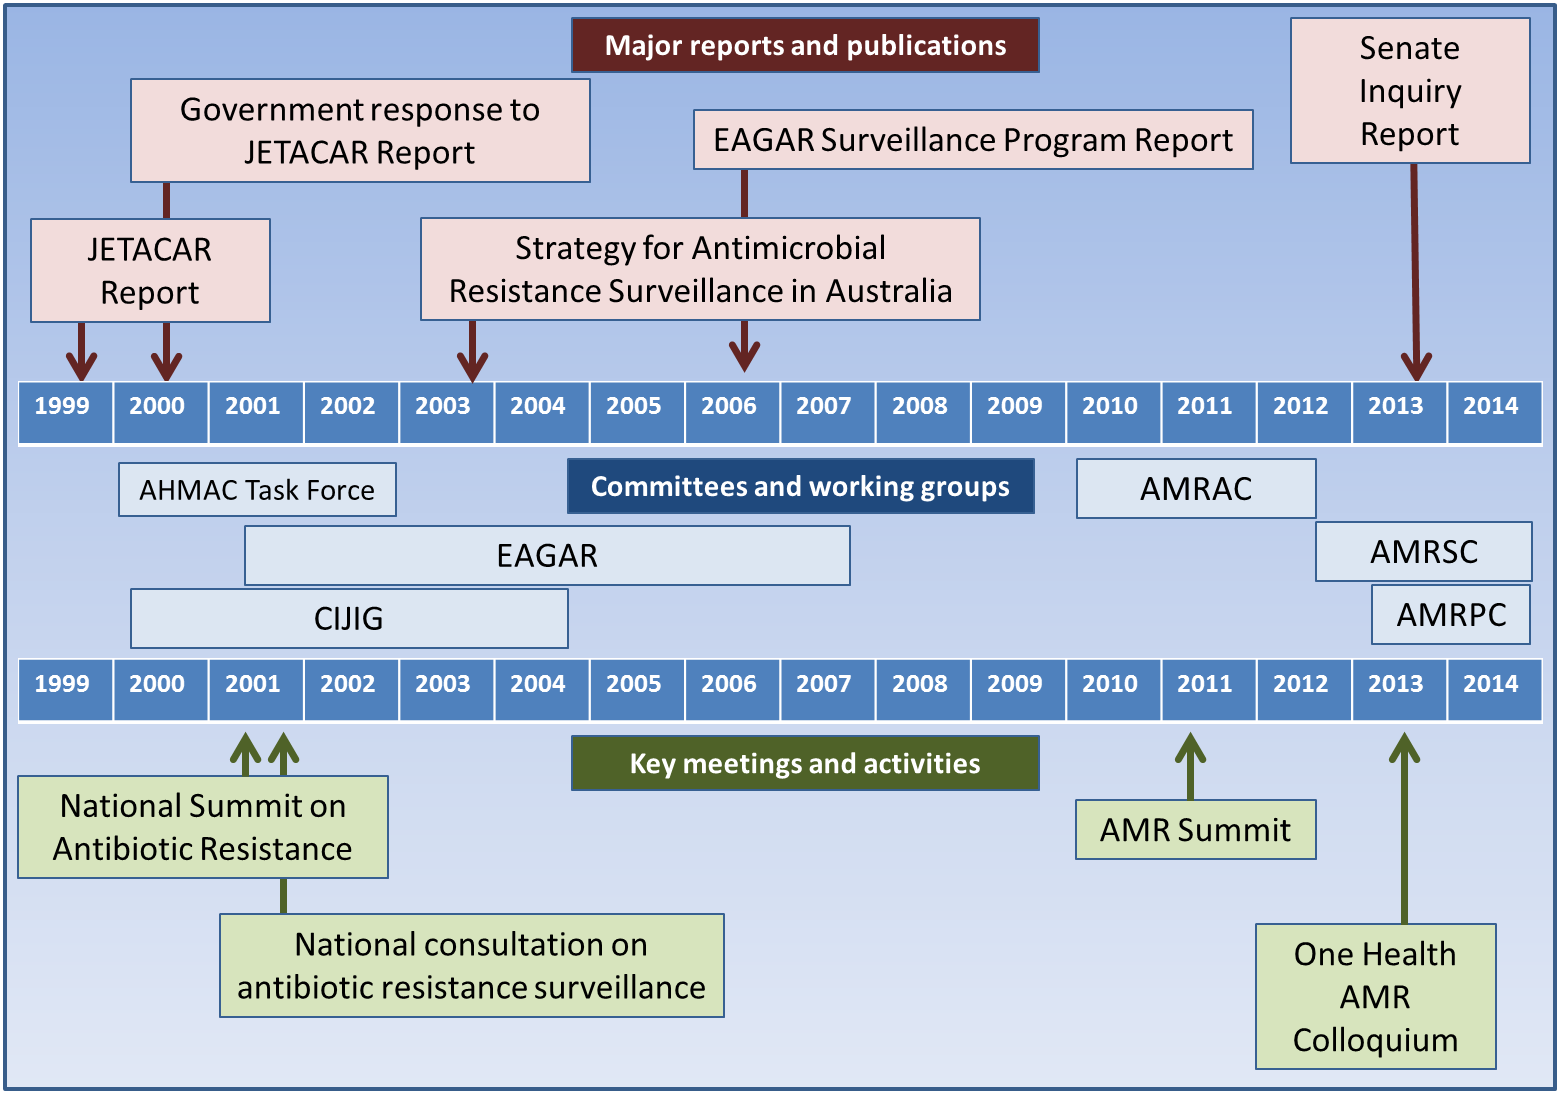 Major reports and publications
Senate
Inquiry
Report
Government response to
JETACAR Report
EAGAR Surveillance Program Report
JETACAR
Report
Strategy for Antimicrobial
Resistance Surveillance in Australia
1999 2000 2001 2002 2003 2004 2005 2006 2007 2008 2009 2010 2011 2012 2013 2014
AHMAC Task Force
Committees and working groups
AMRAC
EAGAR
AMRSC
CIJIG
AMRPC
1999 2000 2001 2002 2003 2004 2005 2006 2007 2008 2009 2010 2011 2012 2013 2014
Key meetings and activities
National Summit on
Antibiotic Resistance
AMR Summit
National consultation on
antibiotic resistance surveillance
One Health
AMR
Colloquium